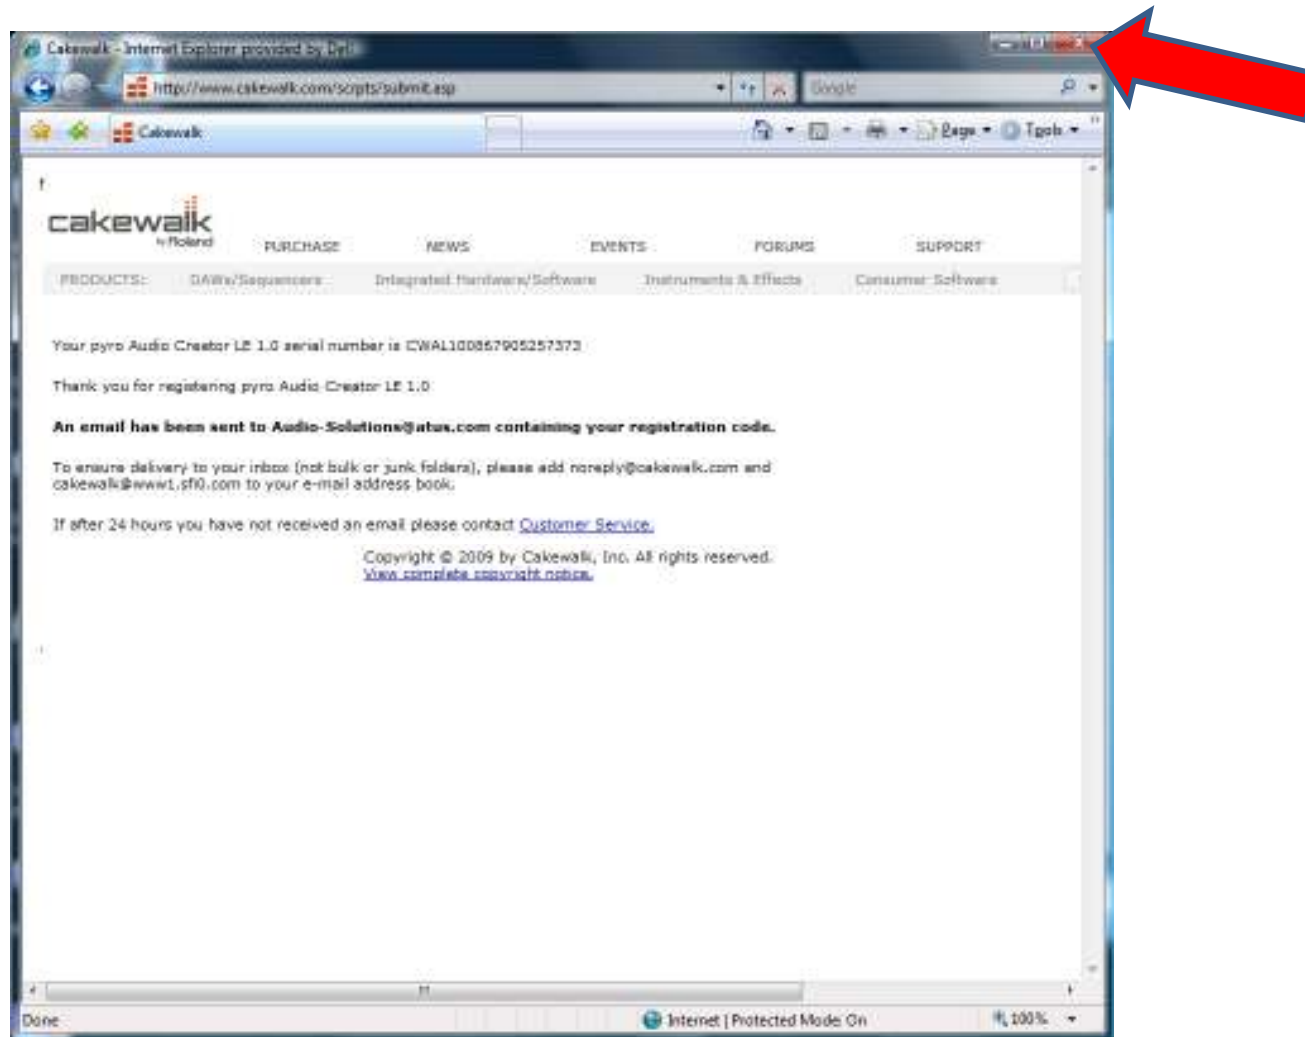 Cakewalk - Internet Explorer provided by Dell
http://www.cakewalk.com/scripts/submit.asp
Google
Cakewalk
Page
Tools
cakewalk
by Roland
PURCHASE NEWS EVENTS FORUMS SUPPORT
PRODUCTS: DAWs/Sequencers Integrated Hardware/Software Instruments & Effects Consumer Software
Your pyro Audio Creator LE 1.0 serial number is CWAL100867905257373
Thank you for registering pyro Audio Creator LE 1.0
An email has been sent to Audio-Solutions@atus.com containing your registration code.
To ensure delivery to your inbox (not bulk or junk folders), please add noreply@cakewalk.com and
cakewalk@www1.sfi0.com to your e-mail address book.
If after 24 hours you have not received an email please contact Customer Service.
Copyright © 2009 by Cakewalk, Inc. All rights reserved.
View complete copyright notice.
Done
Internet | Protected Mode: On
100%